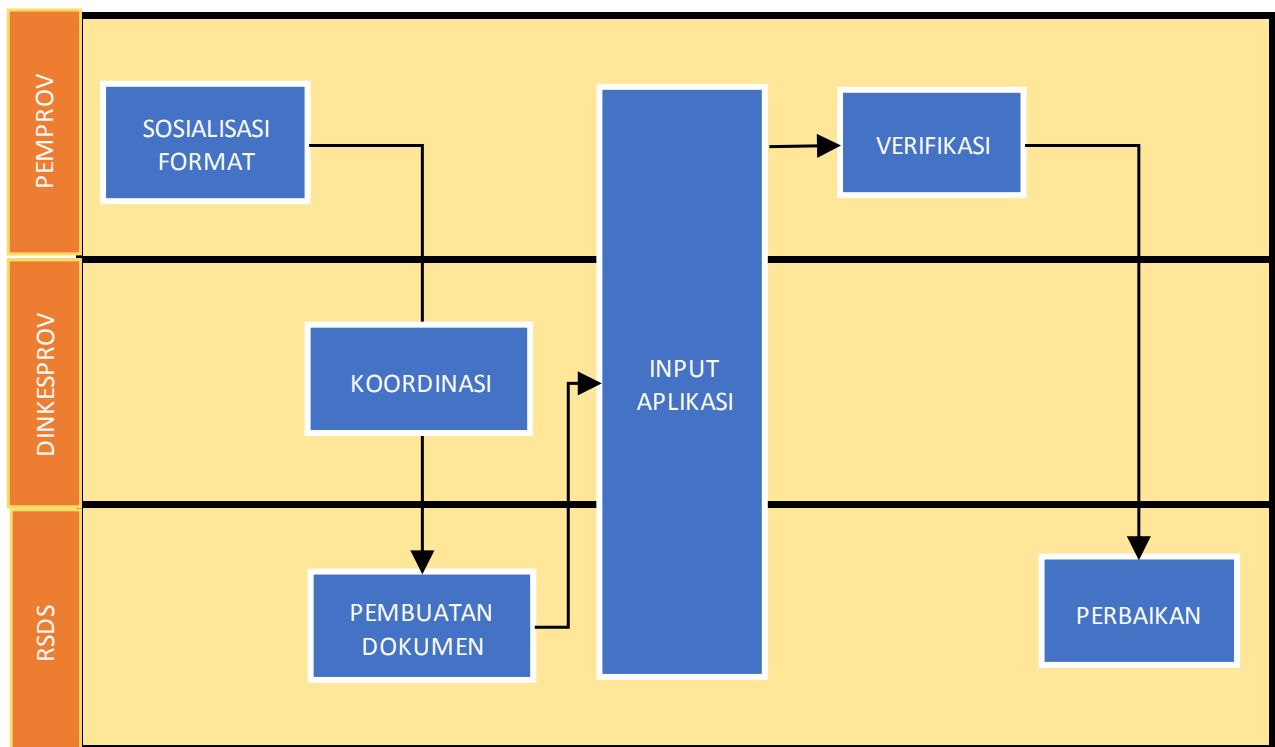 PEMPROV
SOSIALISASI
FORMAT
VERIFIKASI
DINKESPROV
KOORDINASI
INPUT
APLIKASI
RSDS
PEMBUATAN
DOKUMEN
PERBAIKAN